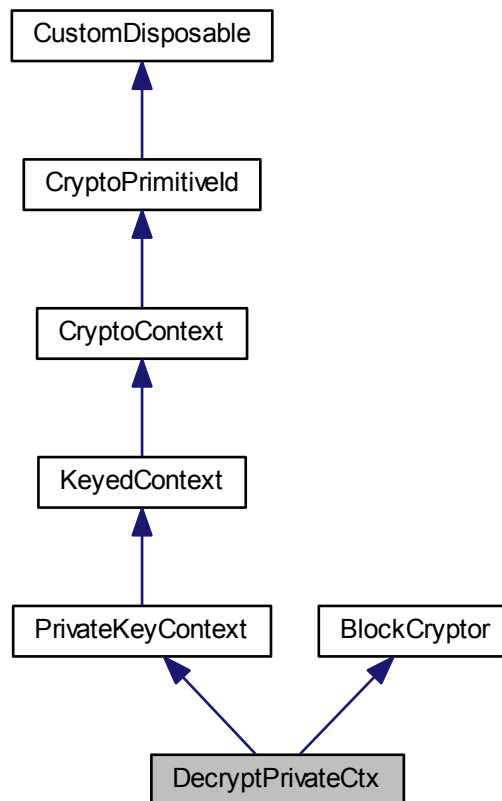 CustomDisposable
CryptoPrimitiveId
CryptoContext
KeyedContext
PrivateKeyContext
BlockCryptor
DecryptPrivateCtx